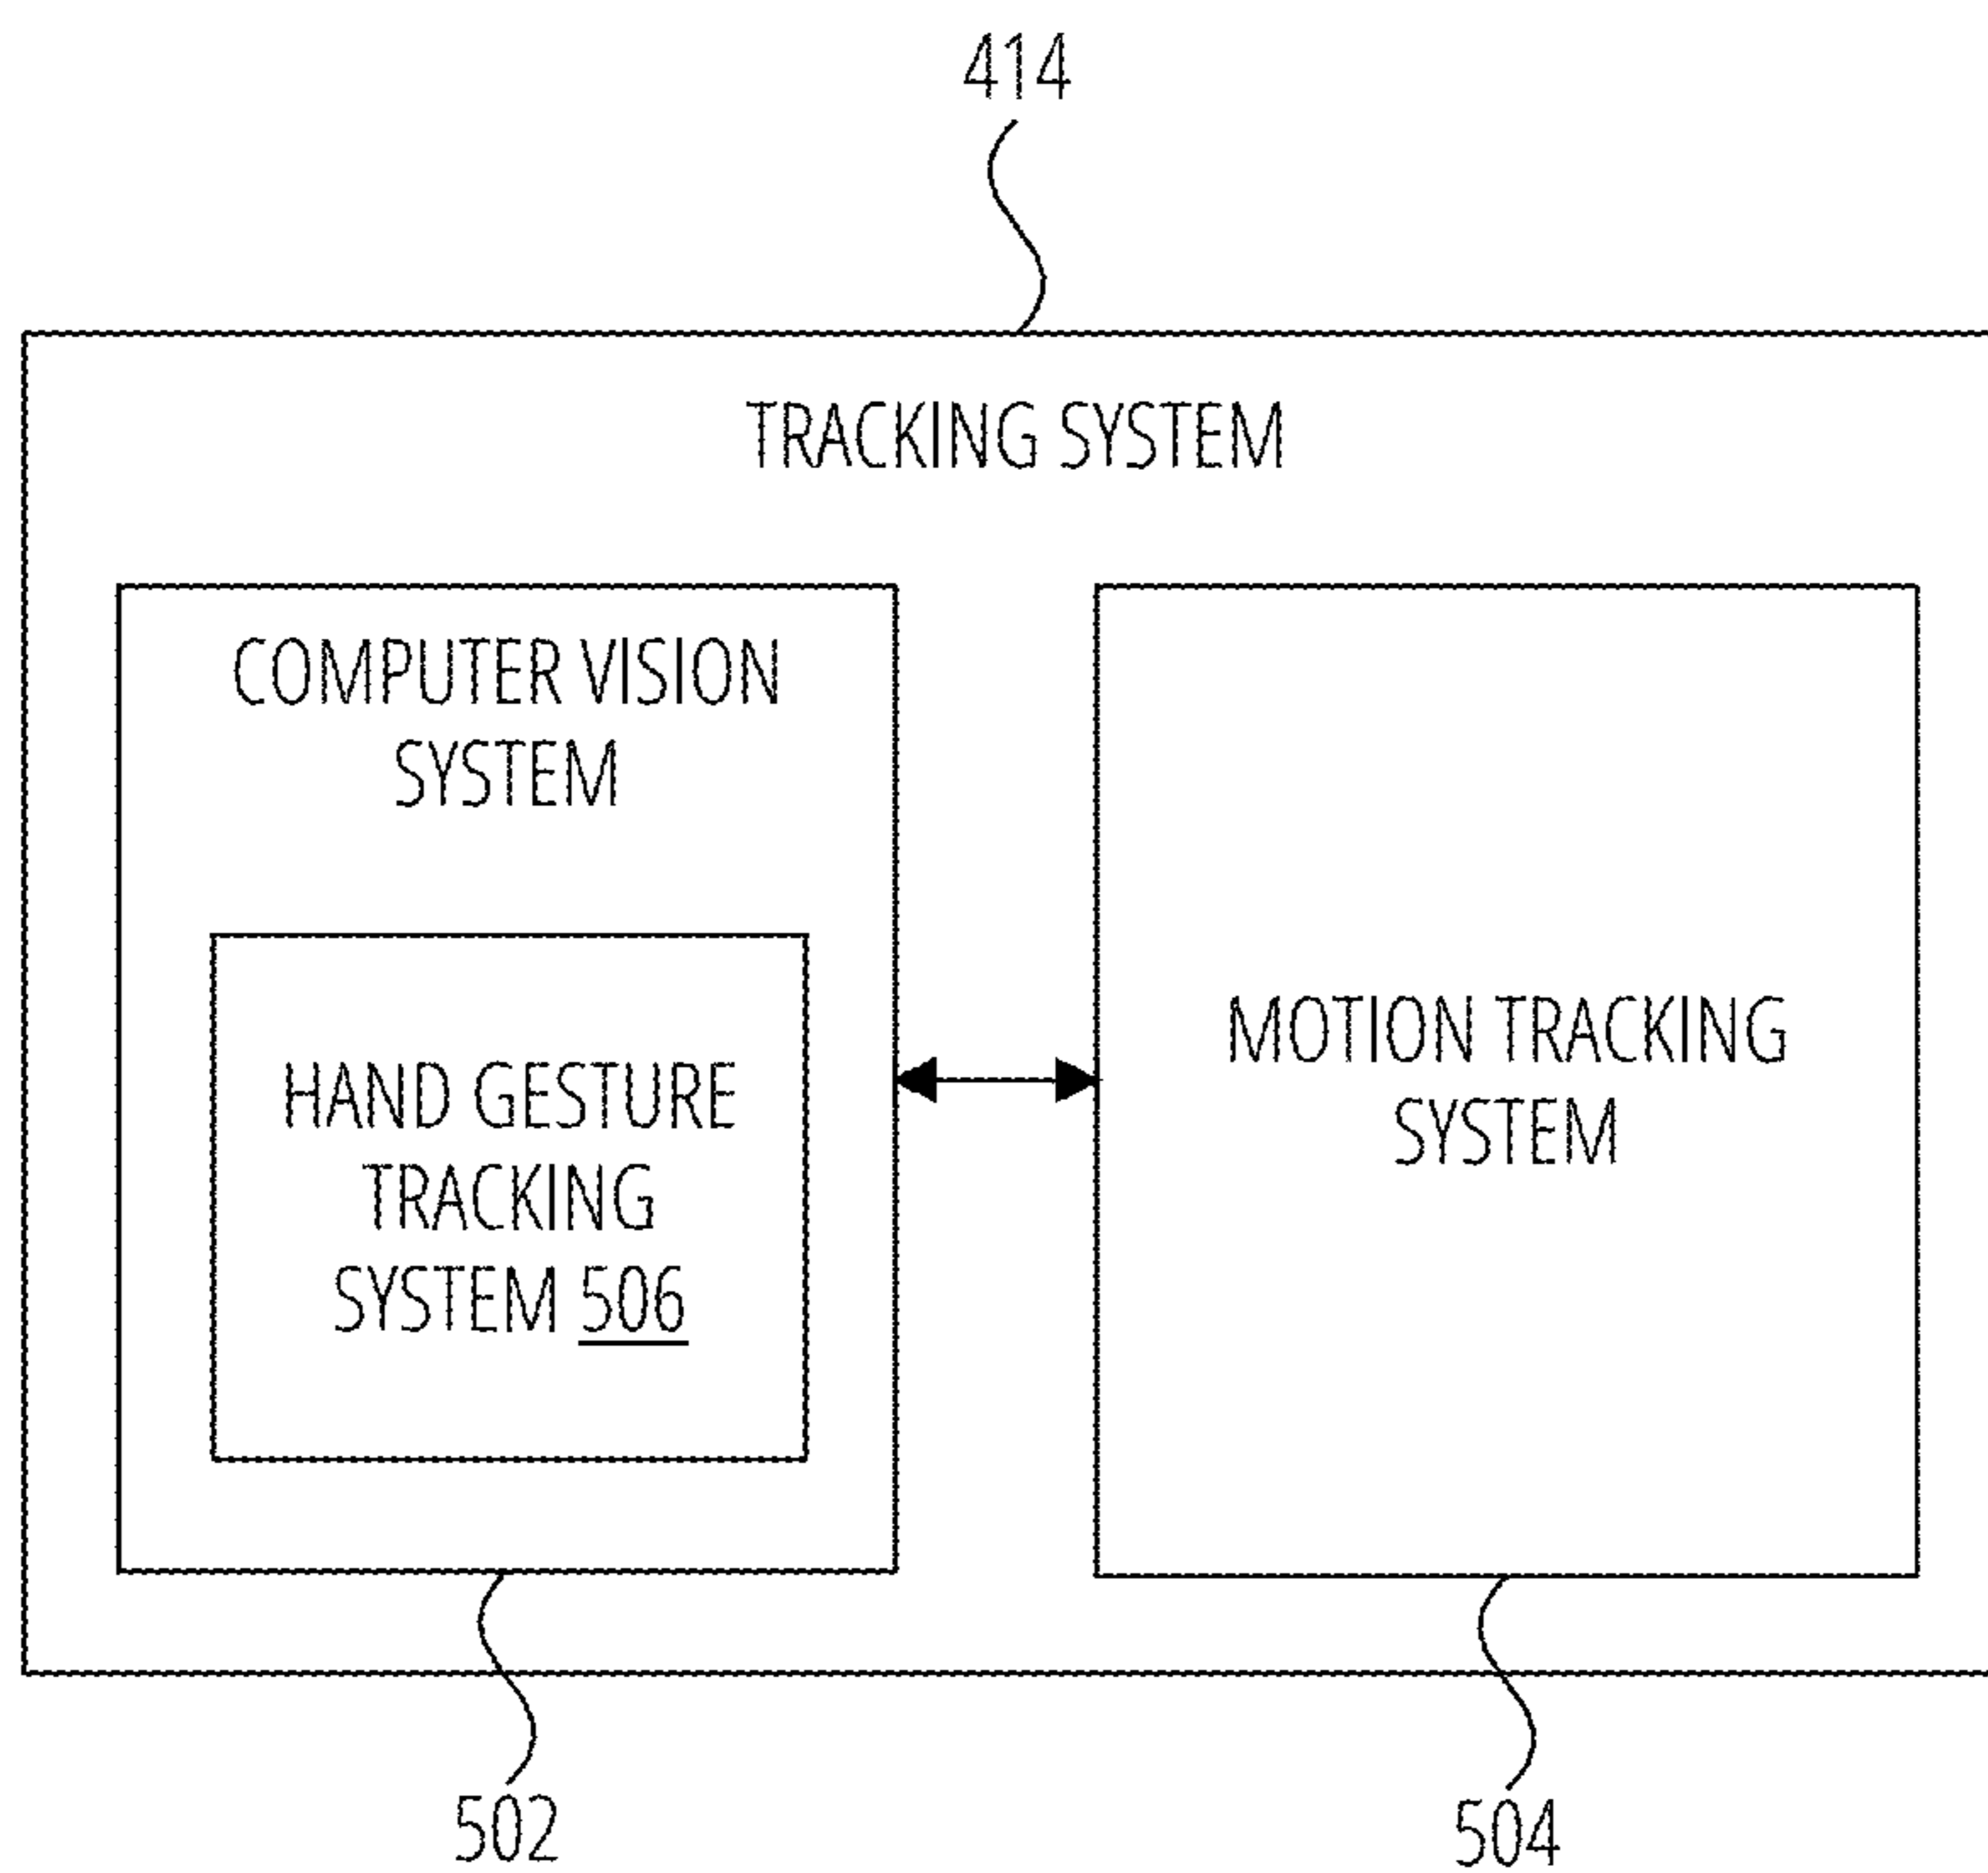 414
TRACKING SYSTEM
COMPUTER VISION
SYSTEM
HAND GESTURE
TRACKING
SYSTEM 506
MOTION TRACKING
SYSTEM
502
504